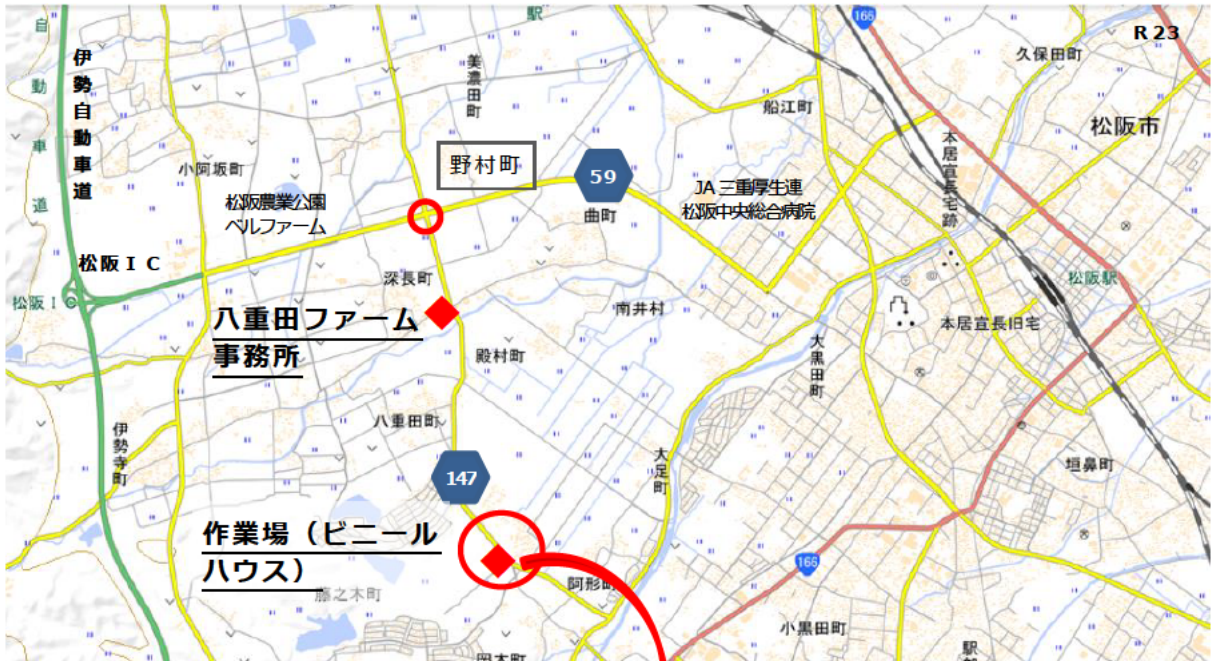 自動車道
駅
166
R 23
伊勢自動車道
美濃田町
久保田町
船江町
松阪市
小阿坂町
野村町
59
本居宣長宅跡
松阪農業公園
ベルファーム
曲町
JA 三重厚生連
松阪中央総合病院
松阪ＩＣ
深長町
松阪ＩＣ
松阪駅
八重田ファーム
事務所
南井村
本居宣長旧宅
殿村町
大黒田町
八重田町
伊勢寺町
大足町
147
垣鼻町
作業場（ビニール
ハウス）
166
阿形町
藤之木町
小黒田町
岡本町
駅